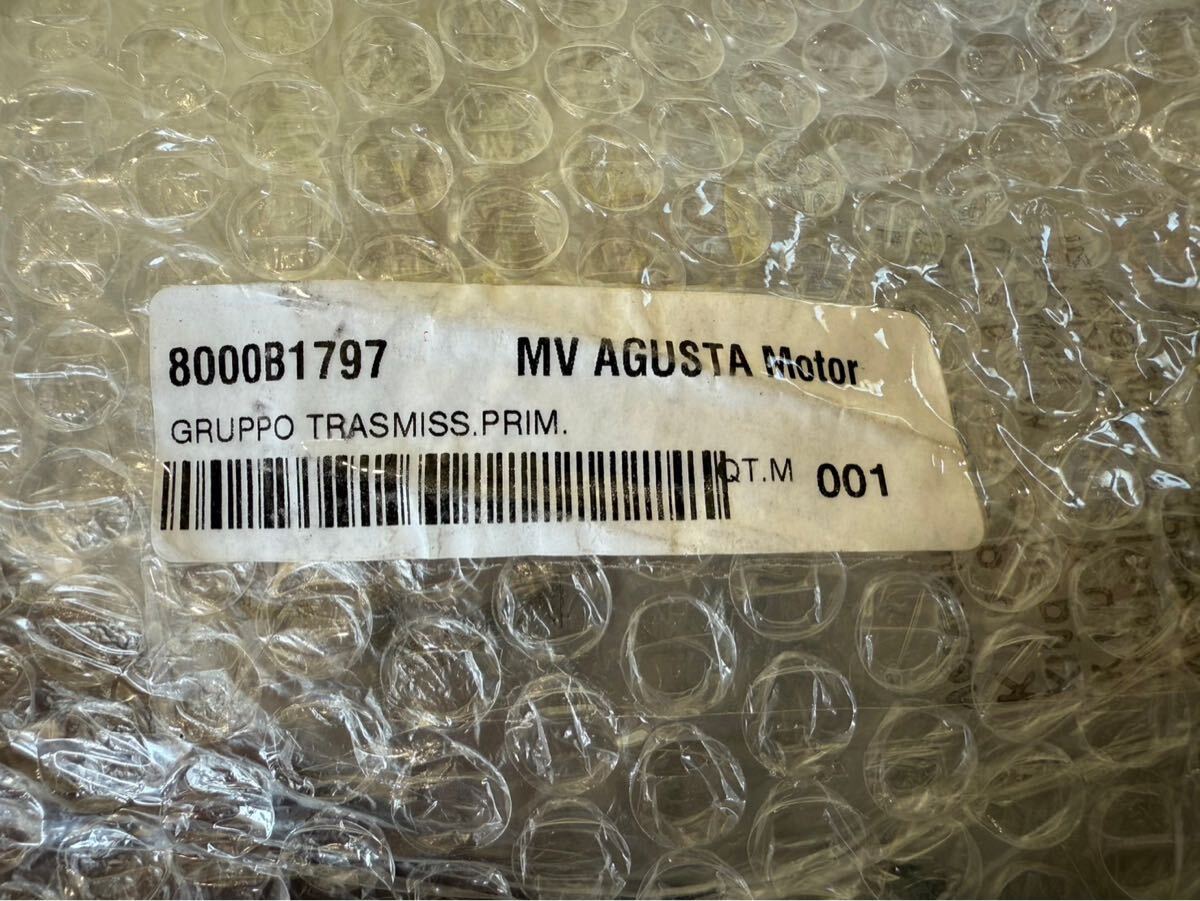 8000B1797 MV AGUSTA Motor
GRUPPO TRASMISS.PRIM.
QT.M 001